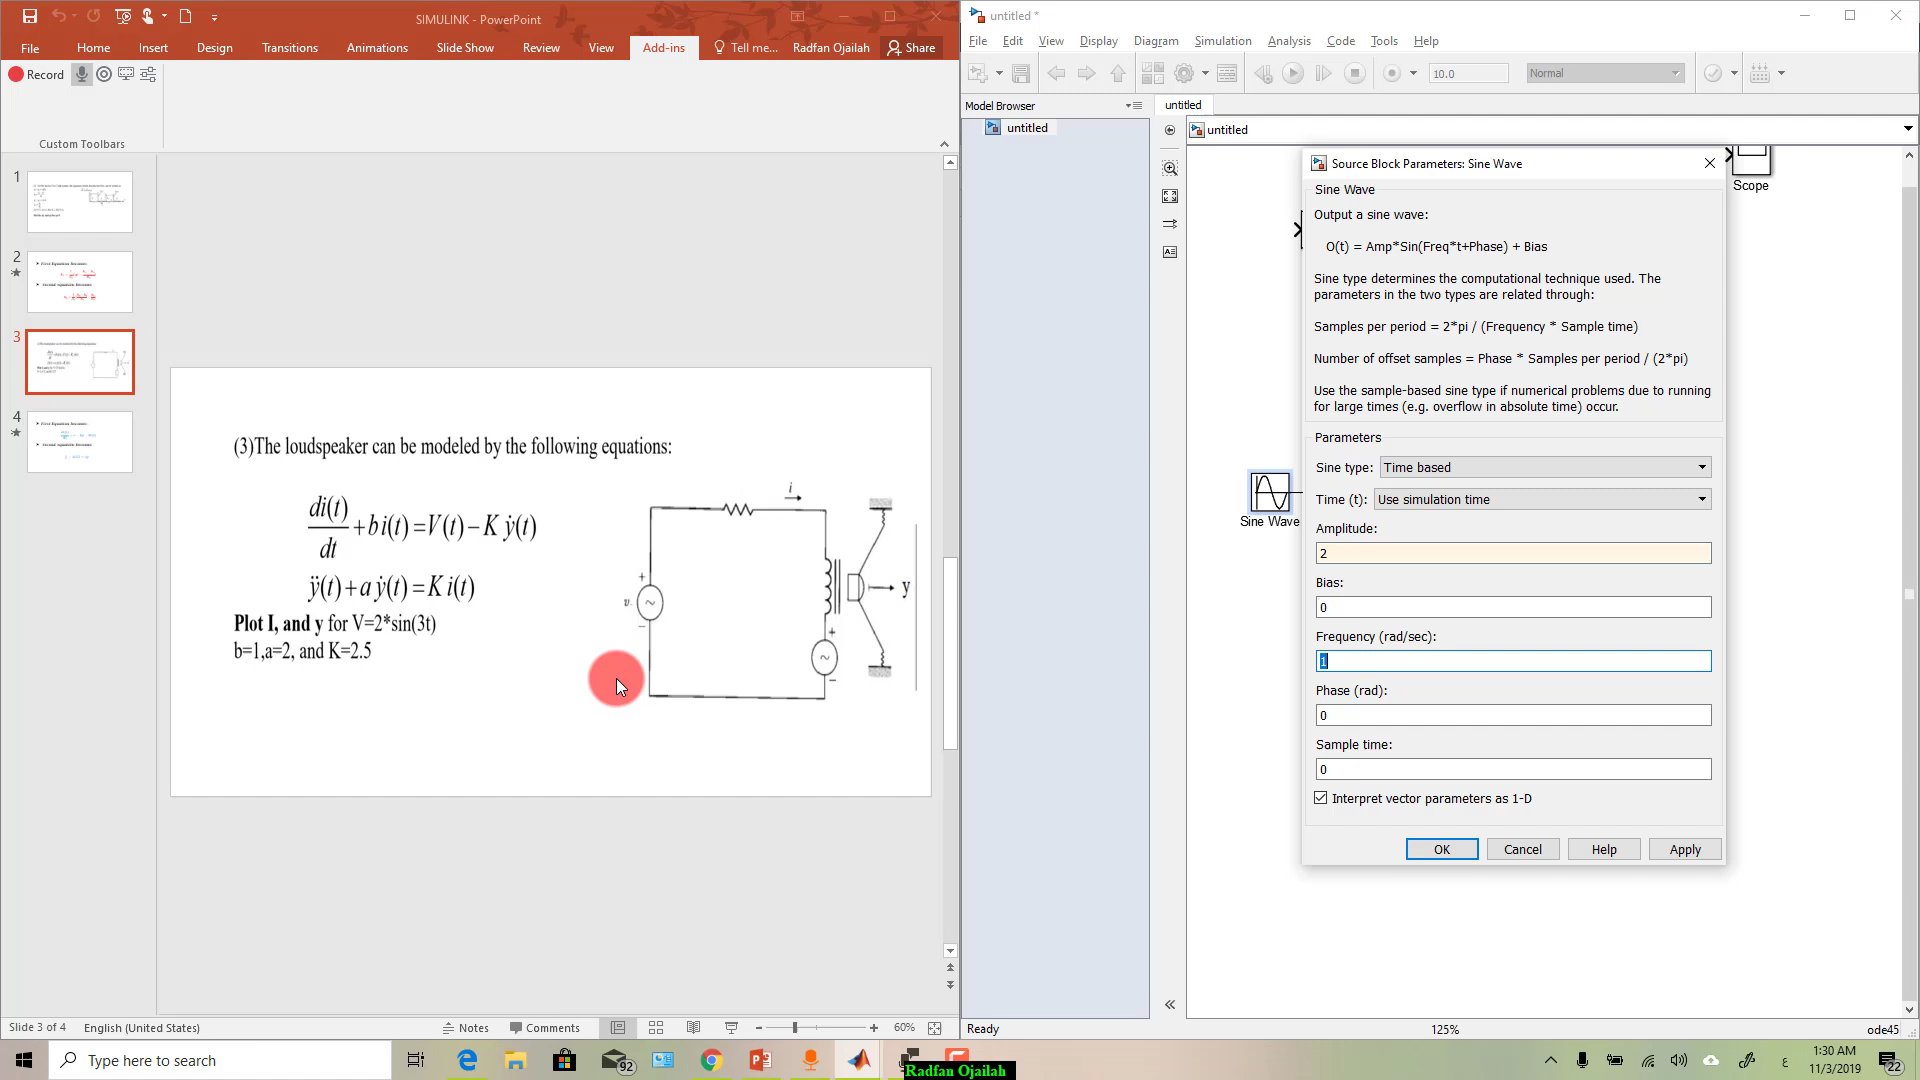 SIMULINK - PowerPoint
File
Home
Insert
Design
Transitions
Animations
Slide Show
Review
View
Add-ins
Tell me...
Radfan Ojailah
Share
Record
Custom Toolbars
1
2
3
4
(3)The loudspeaker can be modeled by the following equations:
di(t)/dt + b i(t) = V(t) − K ẏ(t)
ÿ(t) + a ẏ(t) = K i(t)
Plot I, and y for V=2*sin(3t)
b=1,a=2, and K=2.5
i
+
v
−
+
−
y
Slide 3 of 4
English (United States)
Notes
Comments
60%
untitled *
File
Edit
View
Display
Diagram
Simulation
Analysis
Code
Tools
Help
10.0
Normal
Model Browser
untitled
untitled
untitled
Scope
Sine Wave
Source Block Parameters: Sine Wave
Sine Wave
Output a sine wave:
O(t) = Amp*Sin(Freq*t+Phase) + Bias
Sine type determines the computational technique used. The
parameters in the two types are related through:
Samples per period = 2*pi / (Frequency * Sample time)
Number of offset samples = Phase * Samples per period / (2*pi)
Use the sample-based sine type if numerical problems due to running
for large times (e.g. overflow in absolute time) occur.
Parameters
Sine type: Time based
Time (t): Use simulation time
Amplitude:
2
Bias:
0
Frequency (rad/sec):
1
Phase (rad):
0
Sample time:
0
Interpret vector parameters as 1-D
OK
Cancel
Help
Apply
Ready
125%
ode45
Type here to search
92
Radfan Ojailah
ع
1:30 AM
11/3/2019
22